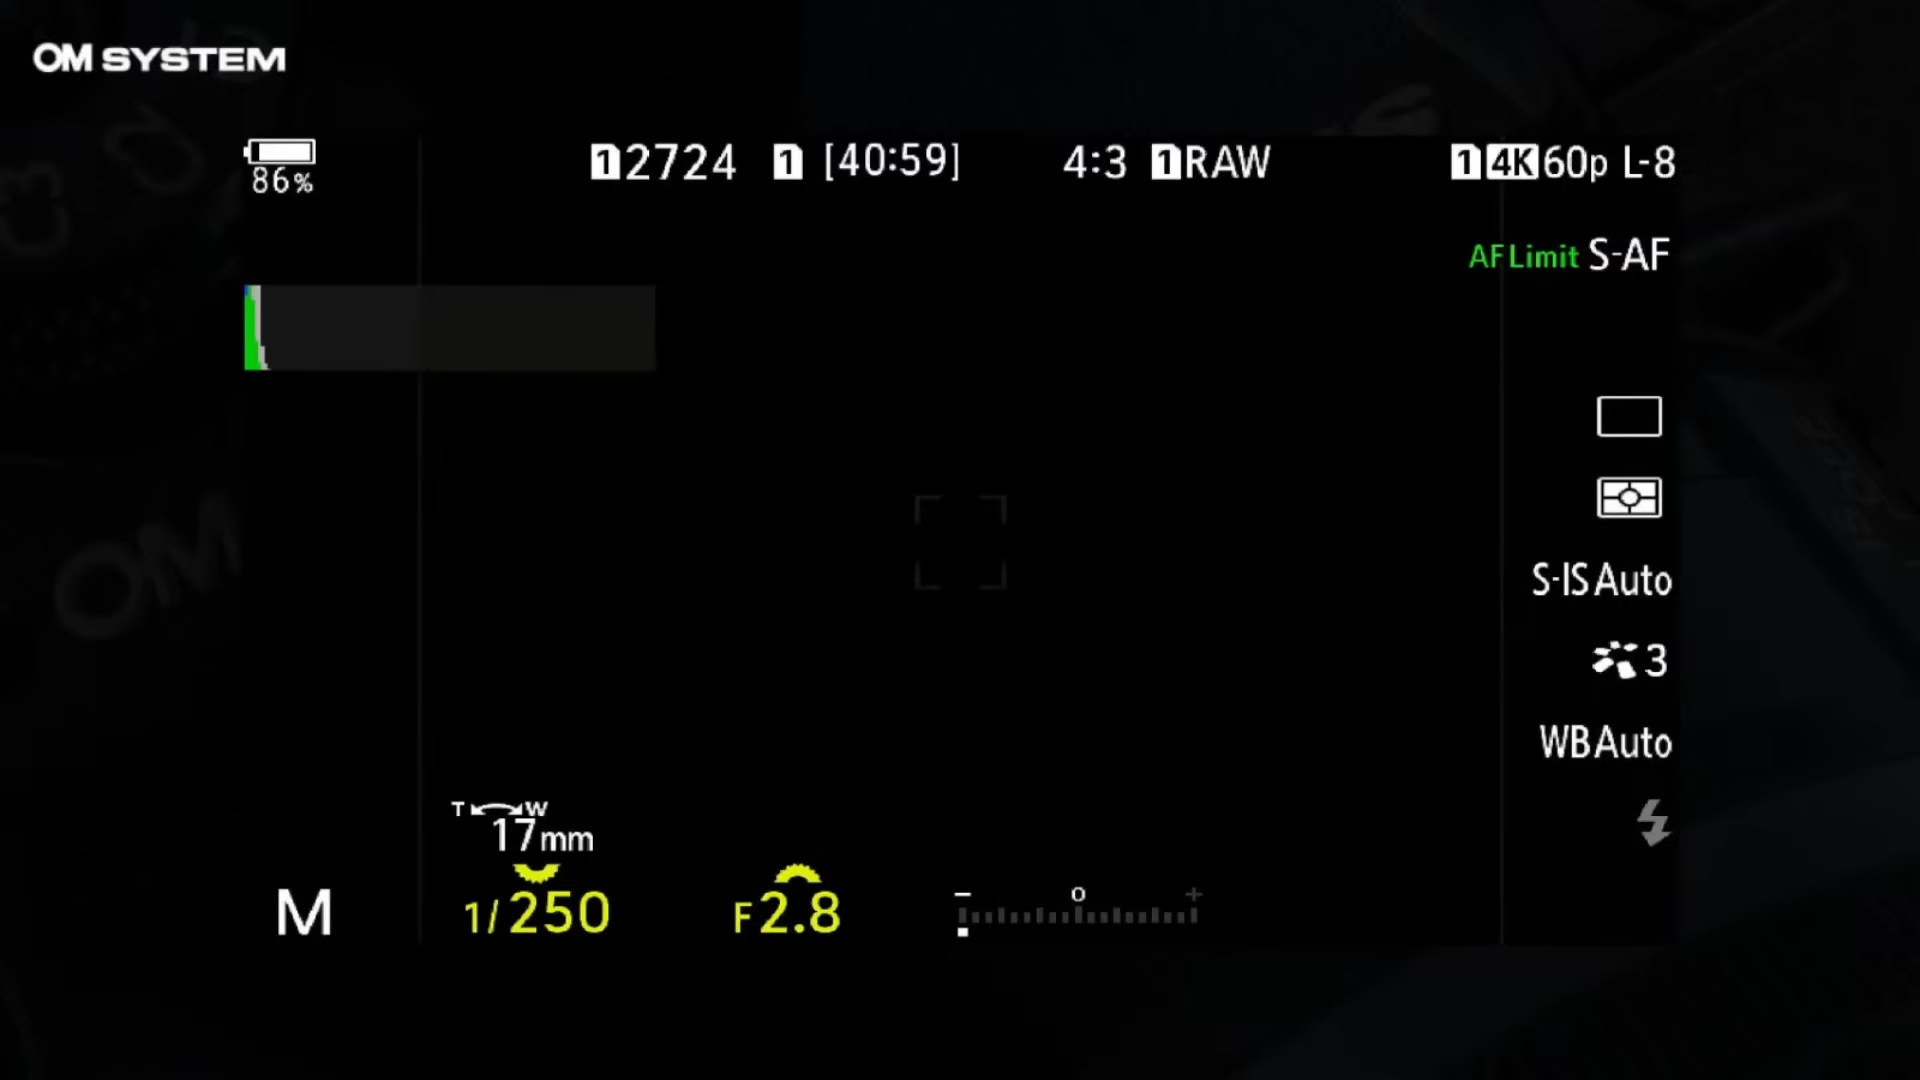 OM SYSTEM
86%
1 2724 1 [40:59] 4:3 1 RAW 1 4K 60p L-8
AF Limit S-AF
S-IS Auto
3
WB Auto
T W
17mm
- 0 +
M 1/250 F2.8
OM